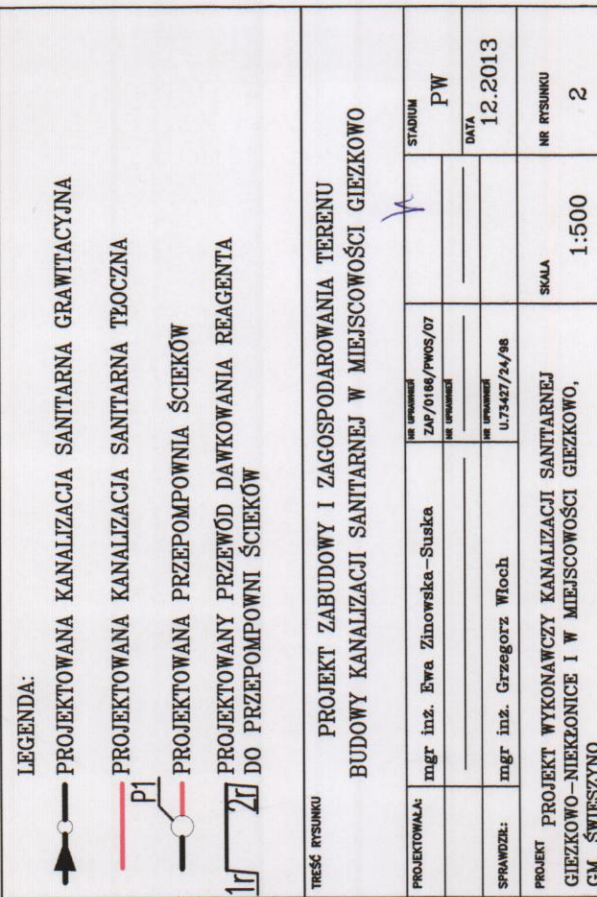 LEGENDA:
PROJEKTOWANA KANALIZACJA SANITARNA GRAWITACYJNA
PROJEKTOWANA KANALIZACJA SANITARNA TŁOCZNA
P1
PROJEKTOWANA PRZEPOMPOWNIA ŚCIEKÓW
1r 2r
PROJEKTOWANY PRZEWÓD DAWKOWANIA REAGENTA
DO PRZEPOMPOWNI ŚCIEKÓW
TREŚĆ RYSUNKU
PROJEKT ZABUDOWY I ZAGOSPODAROWANIA TERENU
BUDOWY KANALIZACJI SANITARNEJ W MIEJSCOWOŚCI GIEZKOWO
PROJEKTOWAŁA:
mgr inż. Ewa Zinowska-Suska
NR UPRAWNIEŃ
ZAP/0166/PWOS/07
STADIUM
PW
NR UPRAWNIEŃ
DATA
12.2013
SPRAWDZIŁ:
mgr inż. Grzegorz Włoch
NR UPRAWNIEŃ
U.73427/24/98
PROJEKT
PROJEKT WYKONAWCZY KANALIZACJI SANITARNEJ
GIEZKOWO-NIEKŁONICE I W MIEJSCOWOŚCI GIEZKOWO,
GM. ŚWIESZYNO
SKALA
1:500
NR RYSUNKU
2